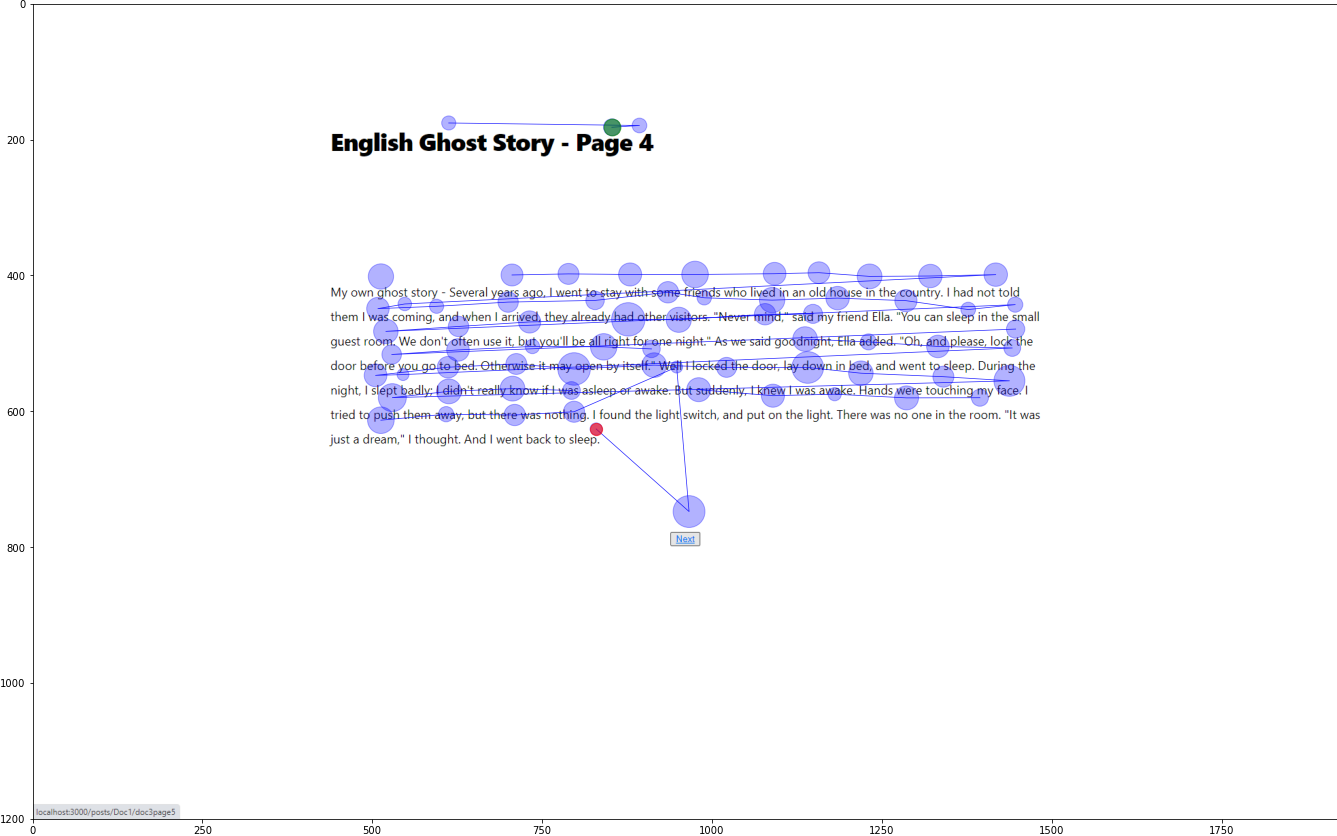 English Ghost Story - Page 4
My own ghost story - Several years ago, I went to stay with some friends who lived in an old house in the country. I had not told
them I was coming, and when I arrived, they already had other visitors. "Never mind," said my friend Ella. "You can sleep in the small
guest room. We don't often use it, but you'll be all right for one night." As we said goodnight, Ella added. "Oh, and please, lock the
door before you go to bed. Otherwise it may open by itself." Well I locked the door, lay down in bed, and went to sleep. During the
night, I slept badly; I didn't really know if I was asleep or awake. But suddenly, I knew I was awake. Hands were touching my face. I
tried to push them away, but there was nothing. I found the light switch, and put on the light. There was no one in the room. "It was
just a dream," I thought. And I went back to sleep.
Next
localhost:3000/posts/Doc1/doc3page5
0
200
400
600
800
1000
1200
0
250
500
750
1000
1250
1500
1750